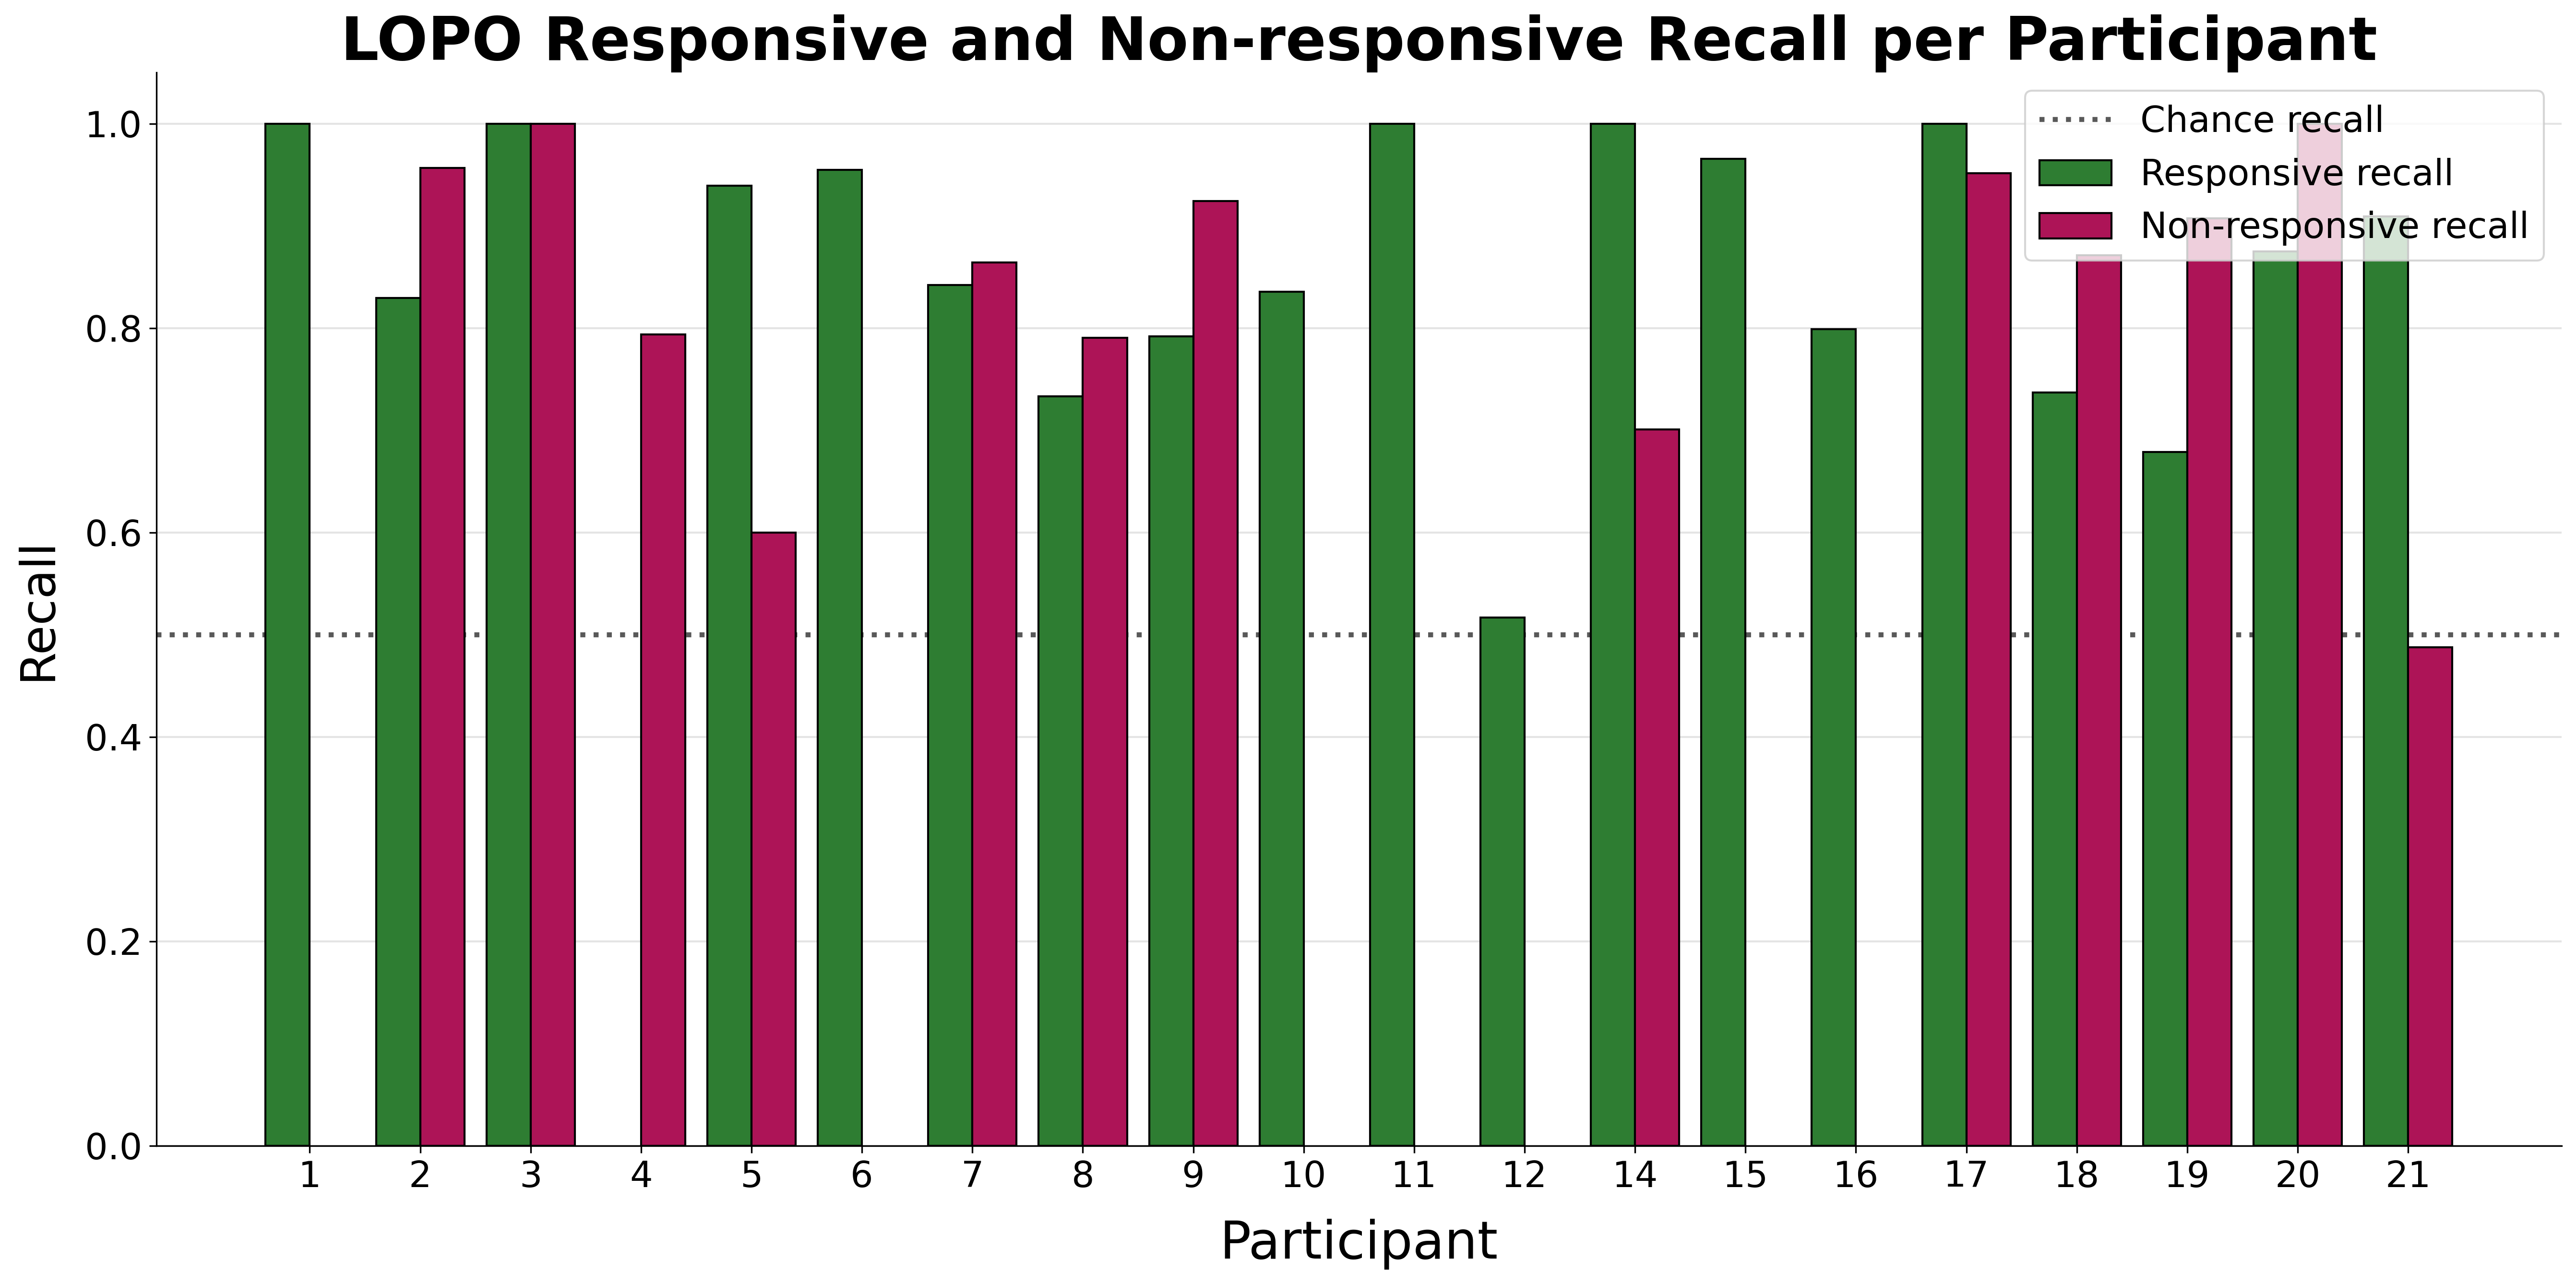 LOPO Responsive and Non-responsive Recall per Participant
Chance recall
Responsive recall
Non-responsive recall
Recall
1.0
0.8
0.6
0.4
0.2
0.0
1 2 3 4 5 6 7 8 9 10 11 12 14 15 16 17 18 19 20 21
Participant